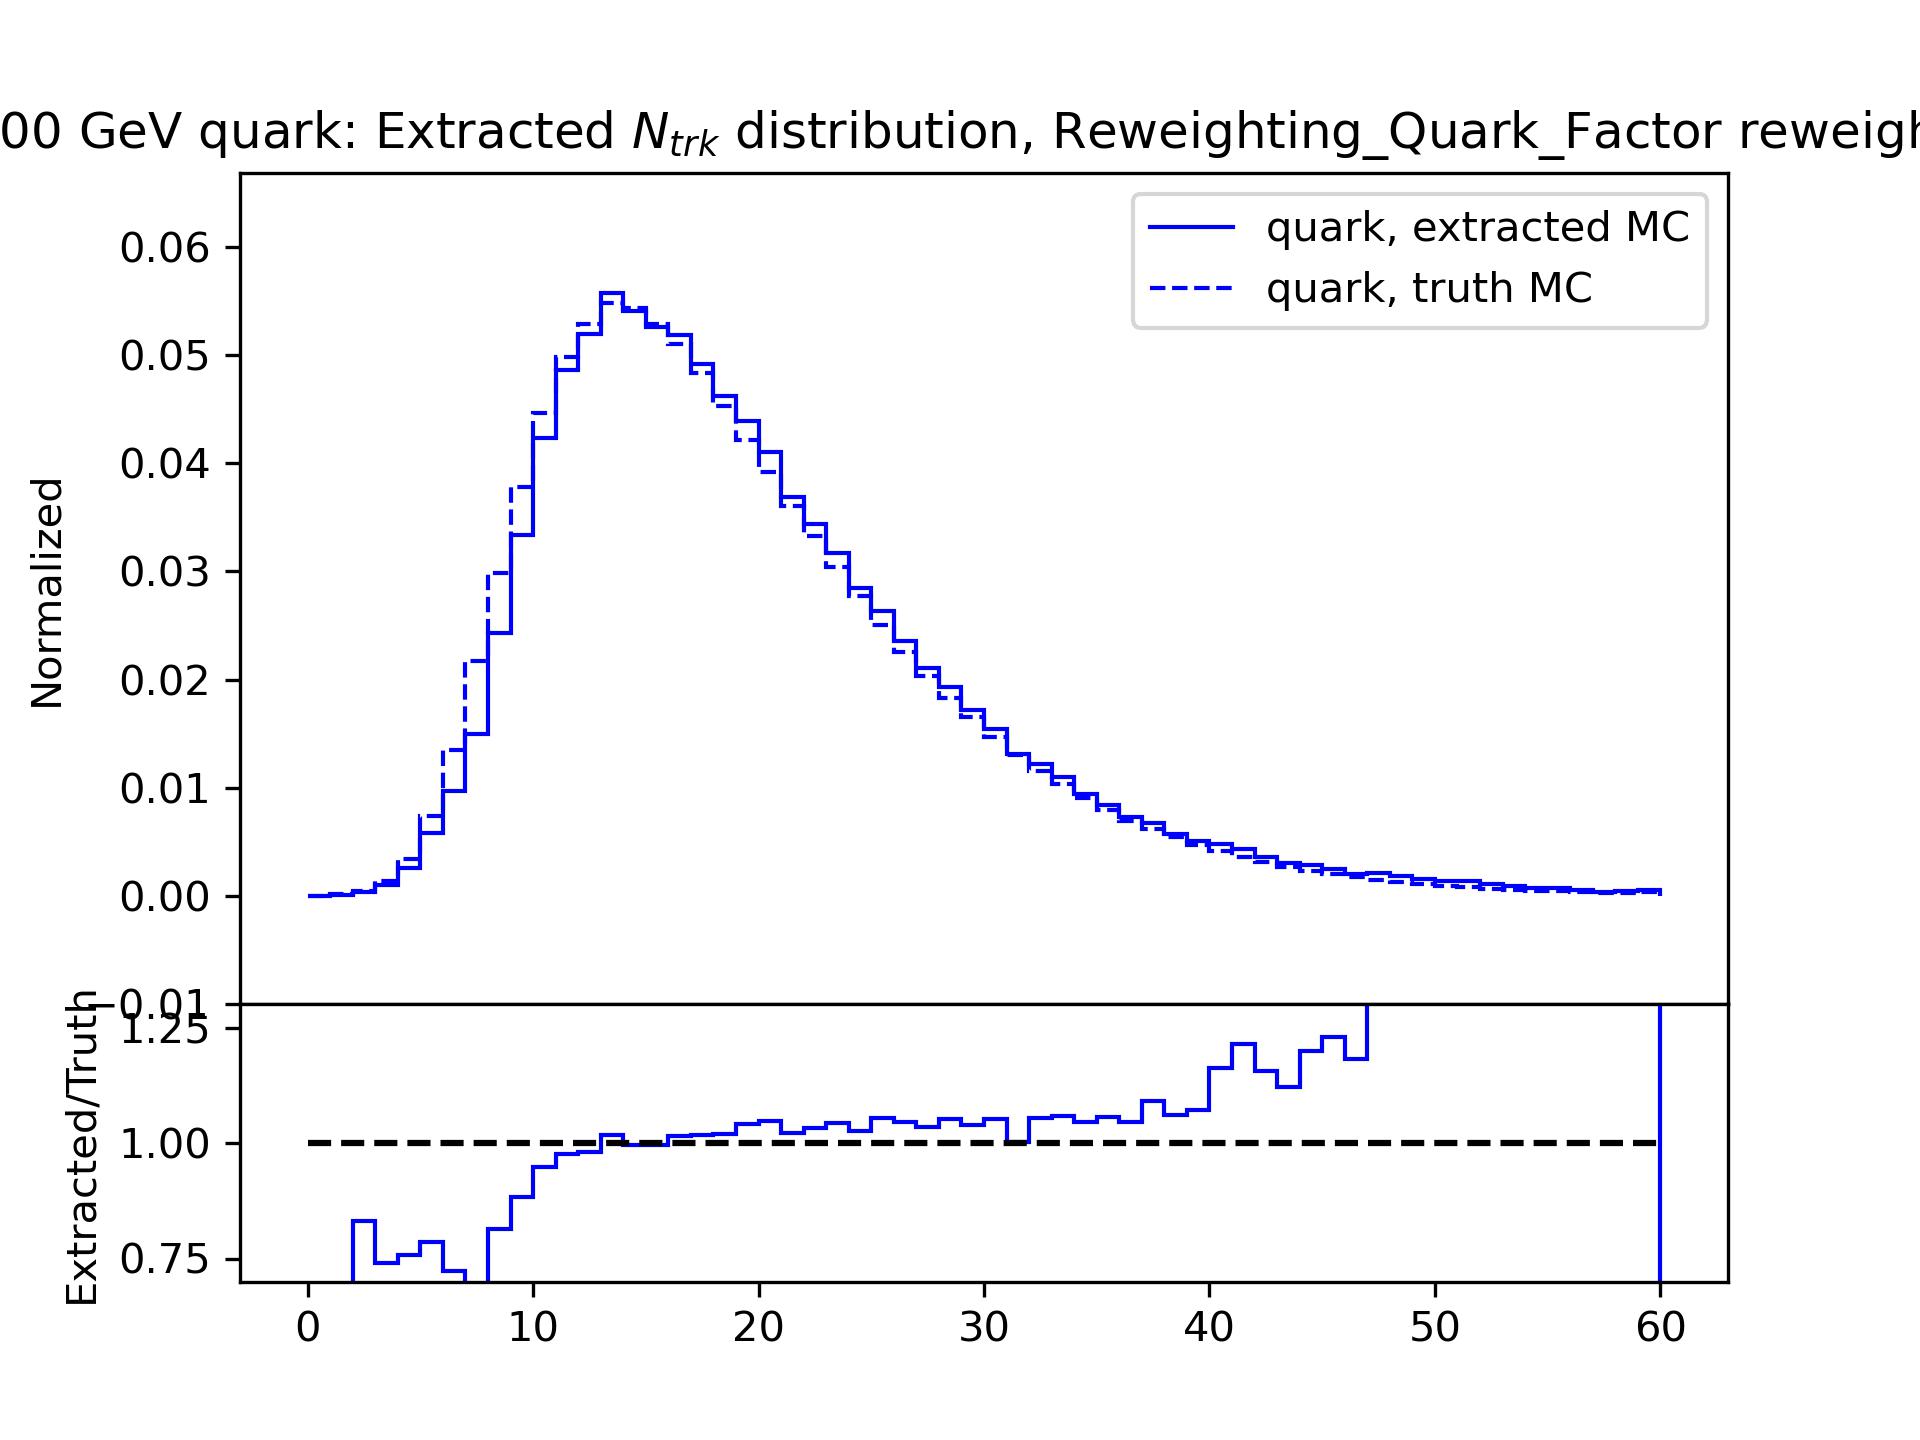 00 GeV quark: Extracted N_{trk} distribution, Reweighting_Quark_Factor reweigh
quark, extracted MC
quark, truth MC
Normalized
0.06
0.05
0.04
0.03
0.02
0.01
0.00
−0.01
Extracted/Truth
1.25
1.00
0.75
0 10 20 30 40 50 60